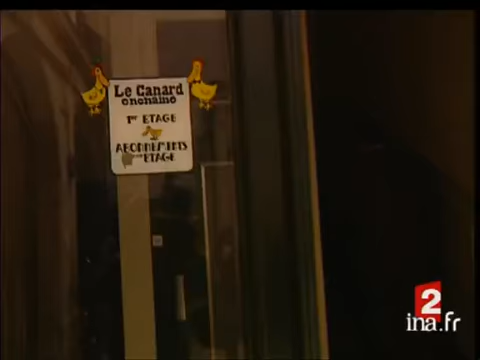 Le Canard
enchaîné
1er ETAGE
ABONNEMENTS
ETAGE
2
ina.fr